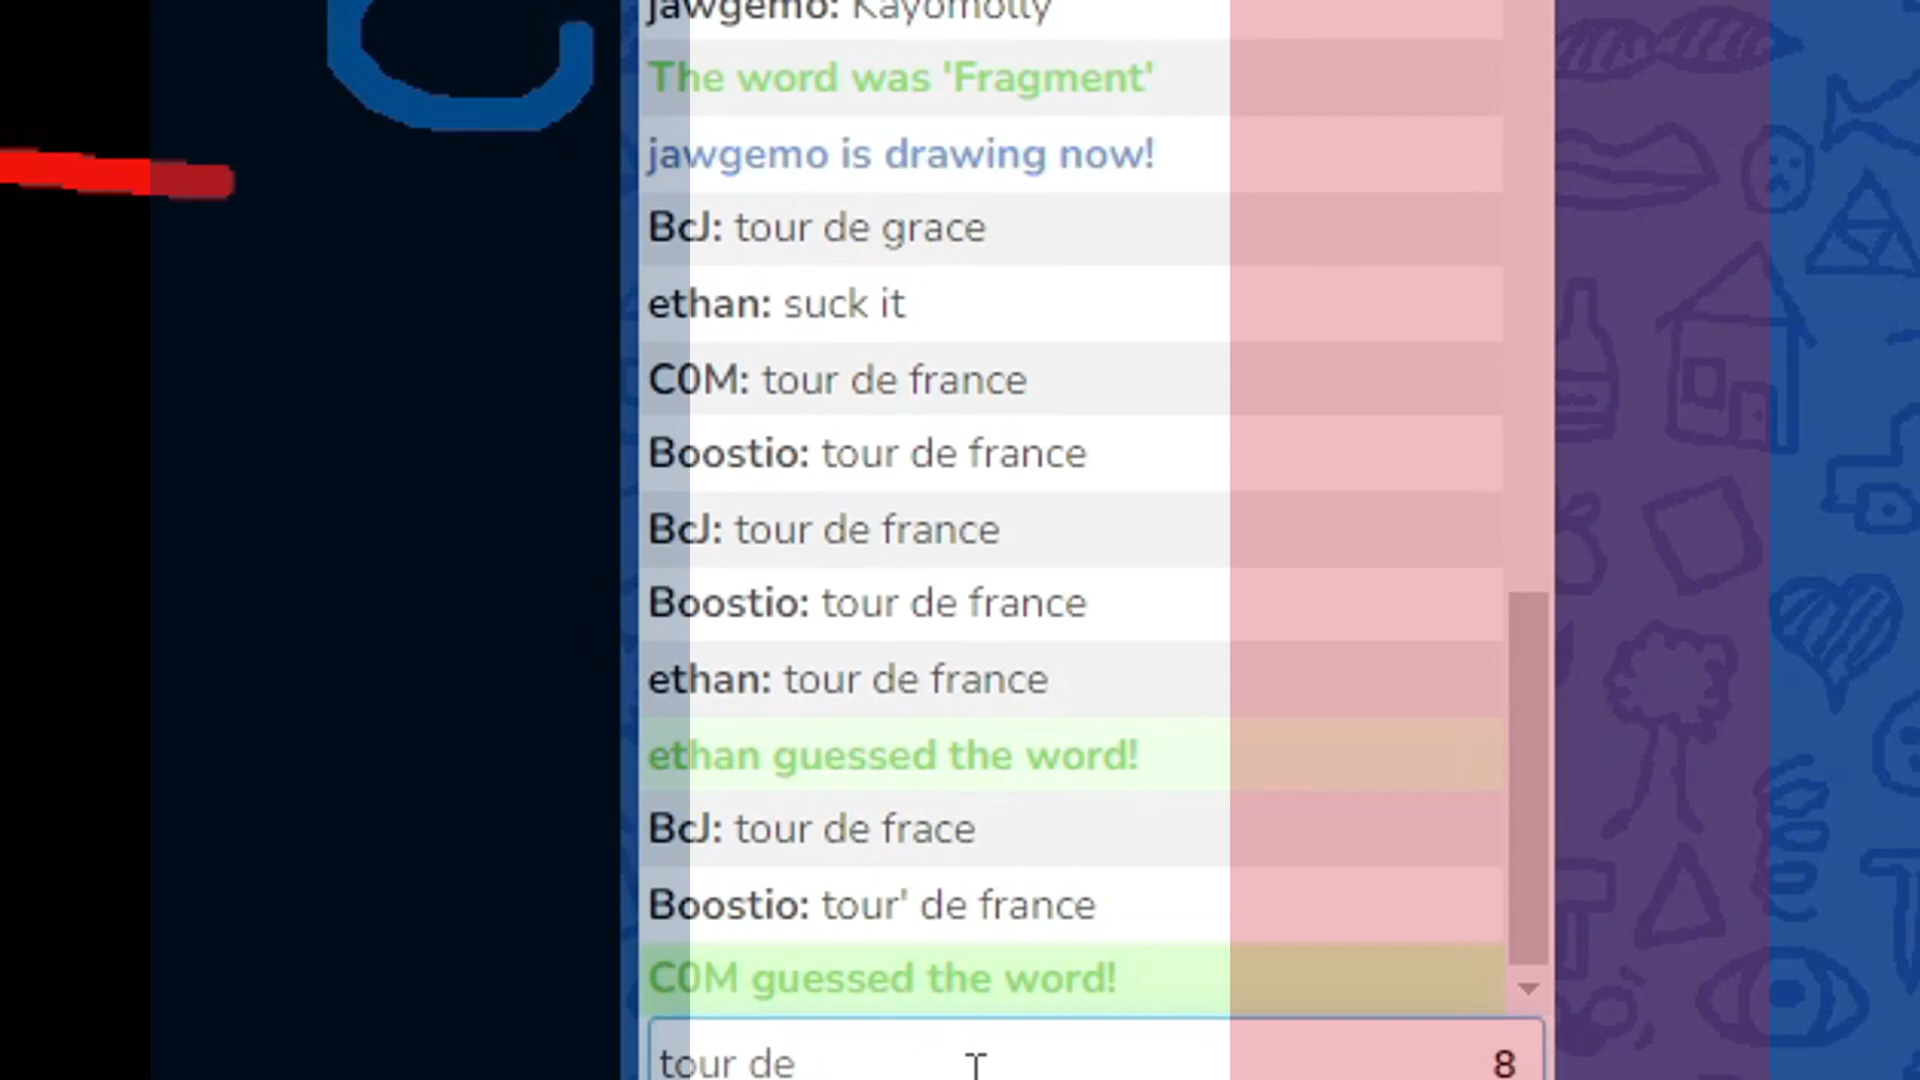 jawgemo: Kayomolly
The word was 'Fragment'
jawgemo is drawing now!
BcJ: tour de grace
ethan: suck it
C0M: tour de france
Boostio: tour de france
BcJ: tour de france
Boostio: tour de france
ethan: tour de france
ethan guessed the word!
BcJ: tour de frace
Boostio: tour' de france
C0M guessed the word!
tour de 8